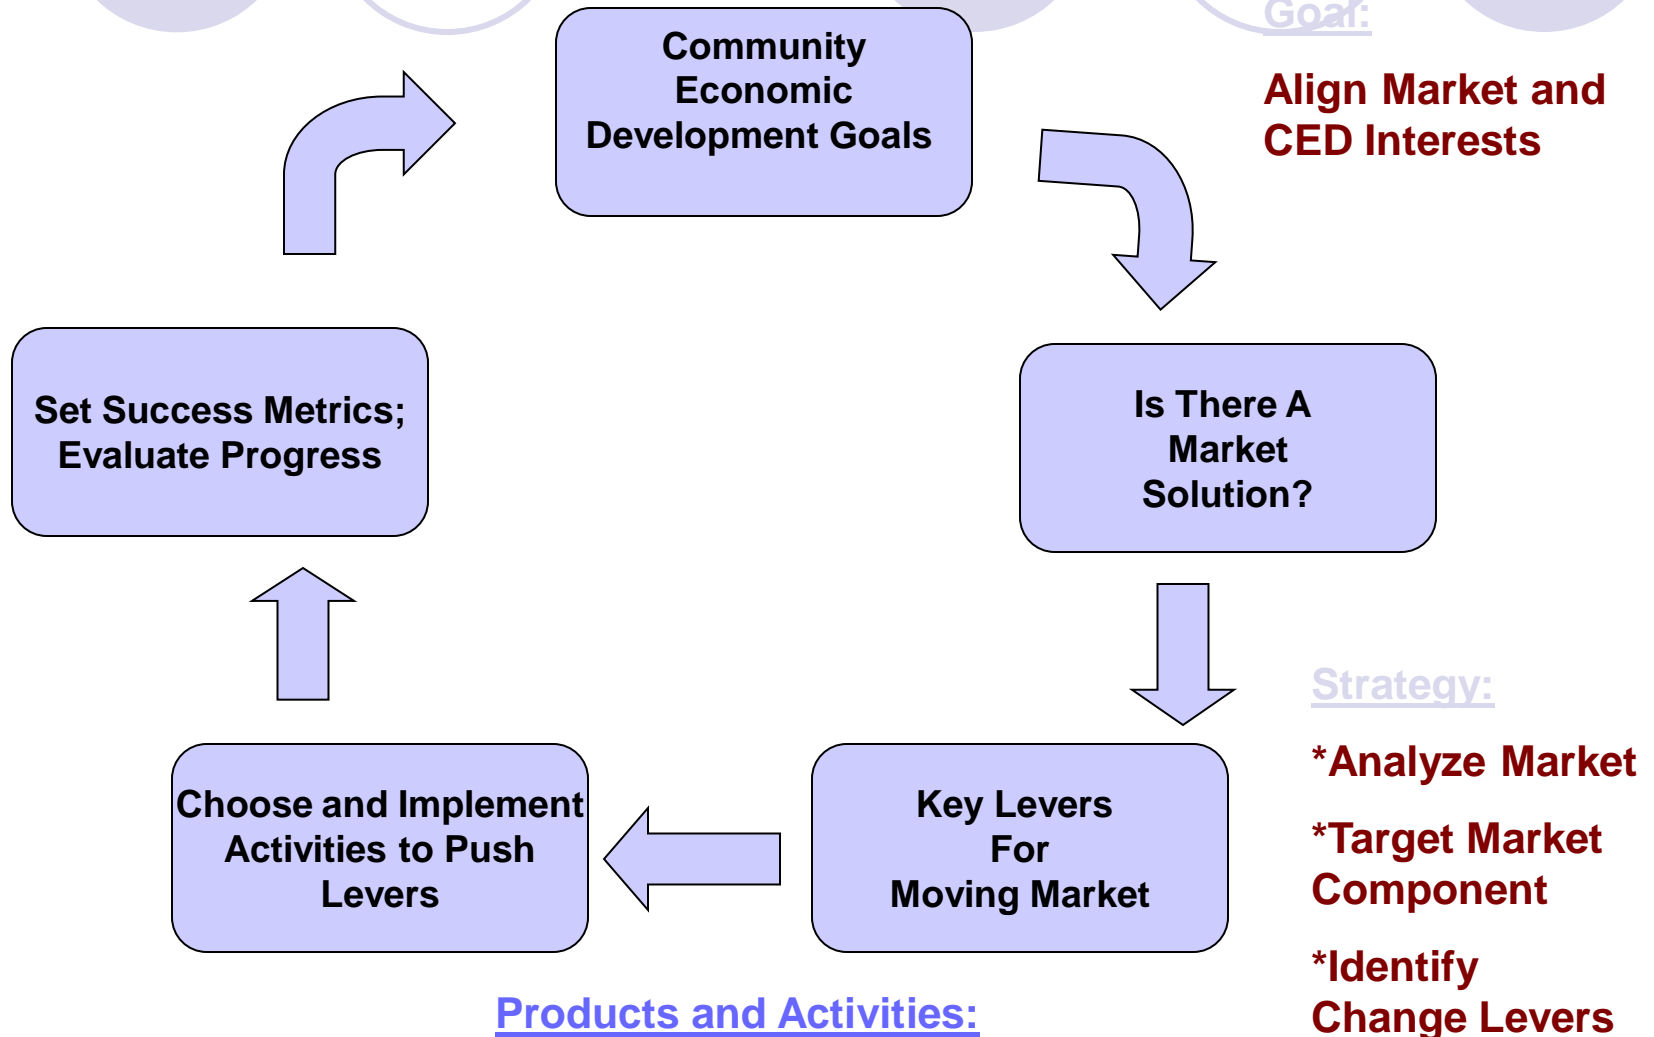 Goal:
Align Market and
CED Interests
Community
Economic
Development Goals
Is There A
Market
Solution?
Set Success Metrics;
Evaluate Progress
Strategy:
*Analyze Market
*Target Market
Component
*Identify
Change Levers
Key Levers
For
Moving Market
Choose and Implement
Activities to Push
Levers
Products and Activities: